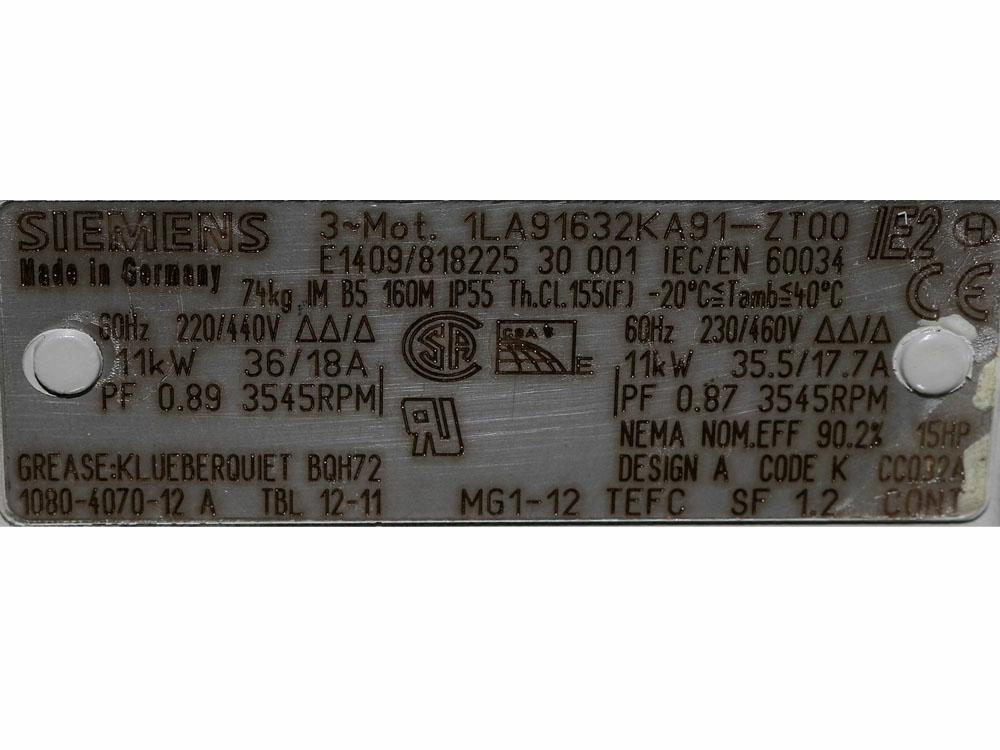 SIEMENS 3~Mot. 1LA91632KA91-ZT00 IE2 H
Made in Germany E1409/818225 30 001 IEC/EN 60034 CE
74kg IM B5 160M IP55 Th.CL.155(F) -20°C≤Tamb≤40°C
60Hz 220/440V ΔΔ/Δ 60Hz 230/460V ΔΔ/Δ
11kW 36/18A 11kW 35.5/17.7A
PF 0.89 3545RPM PF 0.87 3545RPM
NEMA NOM.EFF 90.2% 15HP
GREASE:KLUEBERQUIET BQH72 DESIGN A CODE K CC032A
1080-4070-12 A TBL 12-11 MG1-12 TEFC SF 1.2 CONT